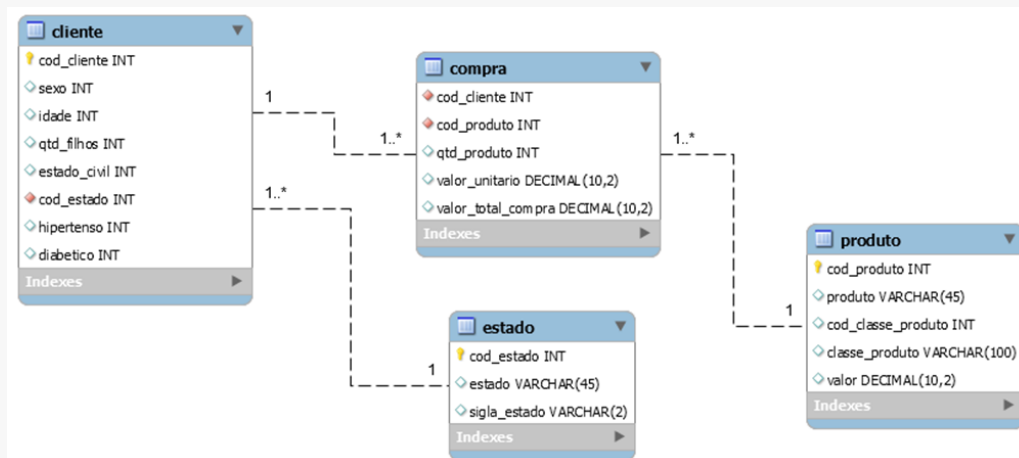 cliente
cod_cliente INT
sexo INT
idade INT
qtd_filhos INT
estado_civil INT
cod_estado INT
hipertenso INT
diabetico INT
Indexes
1
1..*
1..*
1
compra
cod_cliente INT
cod_produto INT
qtd_produto INT
valor_unitario DECIMAL(10,2)
valor_total_compra DECIMAL(10,2)
Indexes
1..*
1
estado
cod_estado INT
estado VARCHAR(45)
sigla_estado VARCHAR(2)
Indexes
produto
cod_produto INT
produto VARCHAR(45)
cod_classe_produto INT
classe_produto VARCHAR(100)
valor DECIMAL(10,2)
Indexes